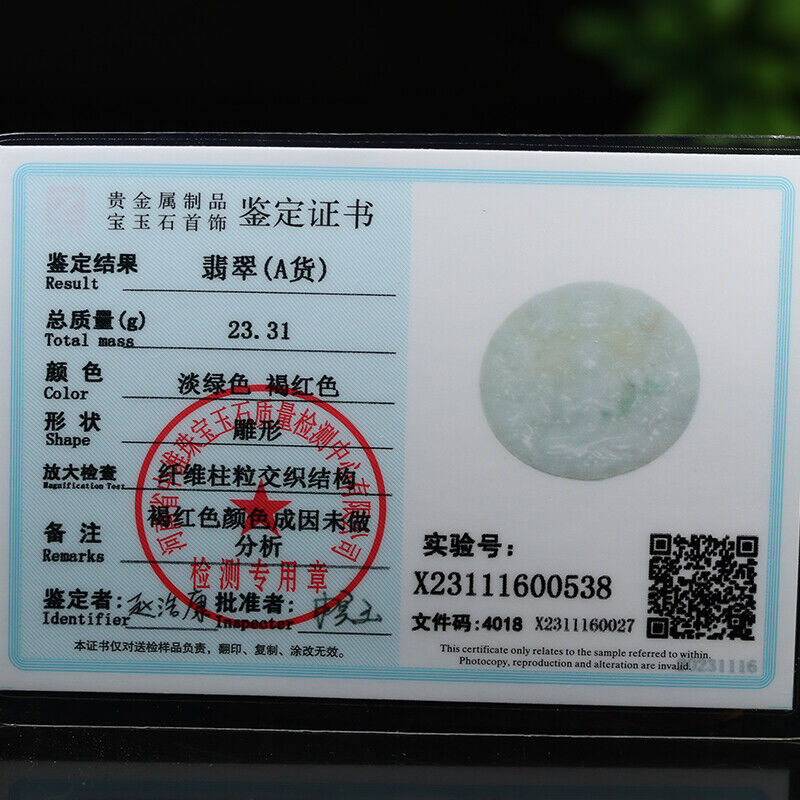 贵金属制品
宝玉石首饰
鉴定证书
鉴定结果 翡翠(A货)
Result
总质量(g) 23.31
Total mass
颜 色 淡绿色 褐红色
Color
形 状 雕形
Shape
放大检查 纤维柱粒交织结构
Magnification Test
备 注 褐红色颜色成因未做
分析
Remarks
鉴定者: 批准者:
Identifier Inspector
本证书仅对送检样品负责，翻印、复制、涂改无效。
检测专用章
实验号:
X23111600538
文件码:4018 X2311160027
This certificate only relates to the sample referred to within.
Photocopy, reproduction and alteration are invalid.
20231116